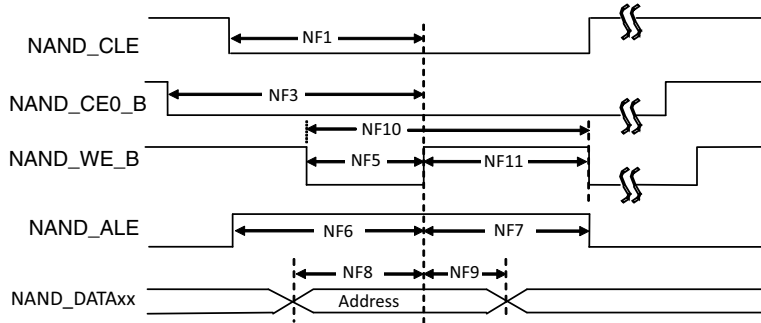 NAND_CLE
NF1
NAND_CE0_B
NF3
NF10
NAND_WE_B
NF5
NF11
NAND_ALE
NF6
NF7
NF8
NF9
NAND_DATAxx
Address